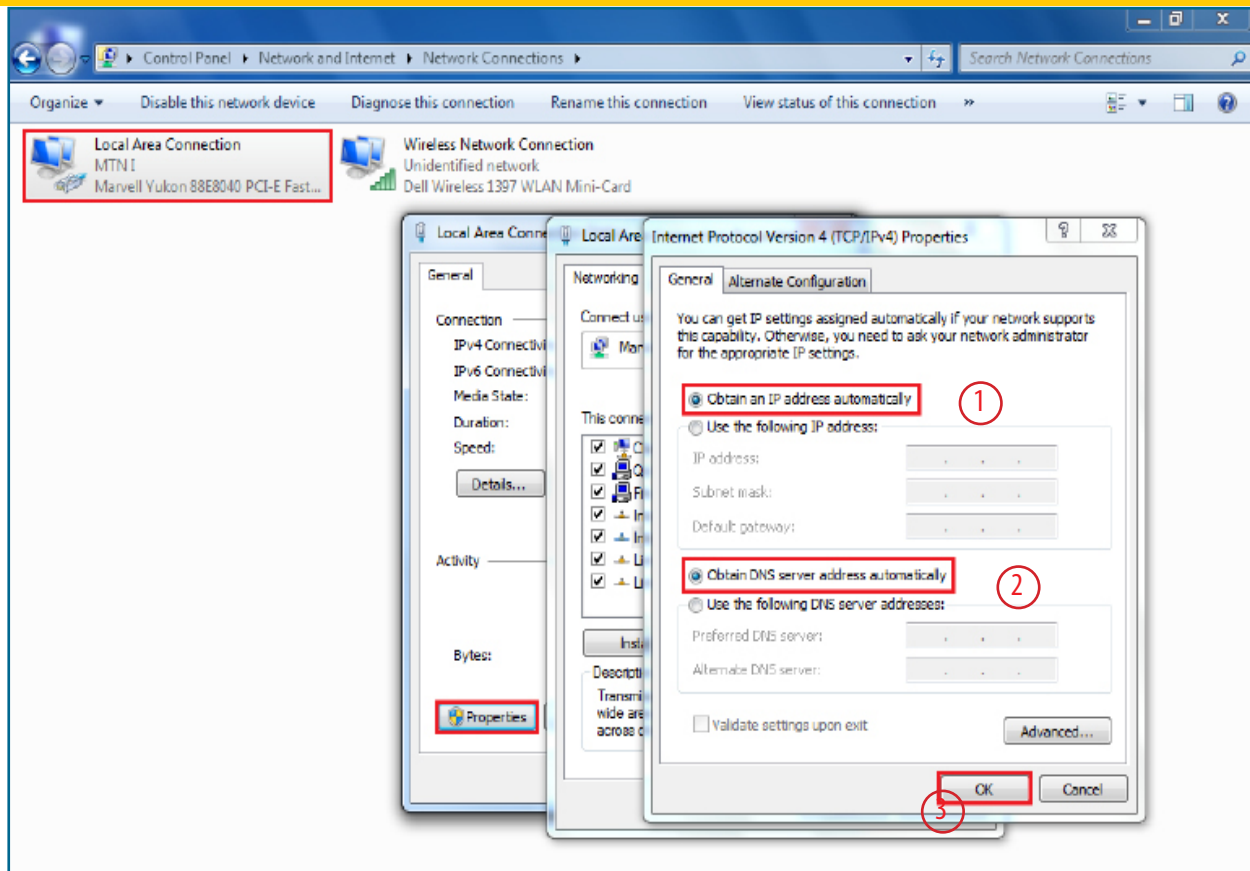 Control Panel ▸ Network and Internet ▸ Network Connections ▸
Search Network Connections
Organize ▾ Disable this network device Diagnose this connection Rename this connection View status of this connection »
Local Area Connection
MTN I
Marvell Yukon 88E8040 PCI-E Fast...
Wireless Network Connection
Unidentified network
Dell Wireless 1397 WLAN Mini-Card
Local Area Conne
General
Connection
IPv4 Connectivi
IPv6 Connectivi
Media State:
Duration:
Speed:
Details...
Activity
Bytes:
Properties
Local Are
Networking
Connect us
Mar
This conne
C
Q
Fi
In
In
Li
Li
Insta
Descripti
Transmi
wide are
across d
Internet Protocol Version 4 (TCP/IPv4) Properties
General Alternate Configuration
You can get IP settings assigned automatically if your network supports
this capability. Otherwise, you need to ask your network administrator
for the appropriate IP settings.
Obtain an IP address automatically
1
Use the following IP address:
IP address:
Subnet mask:
Default gateway:
Obtain DNS server address automatically
2
Use the following DNS server addresses:
Preferred DNS server:
Alternate DNS server:
Validate settings upon exit
Advanced...
OK Cancel
3